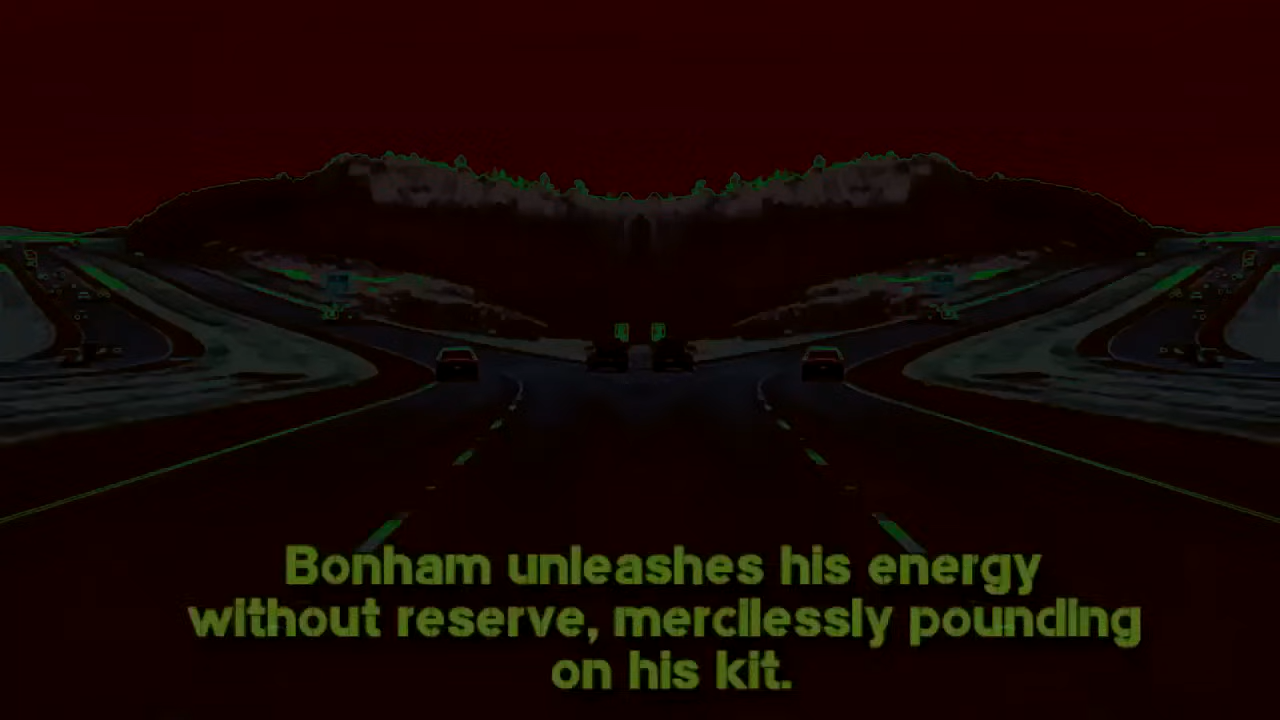 Bonham unleashes his energy
without reserve, mercilessly pounding
on his kit.